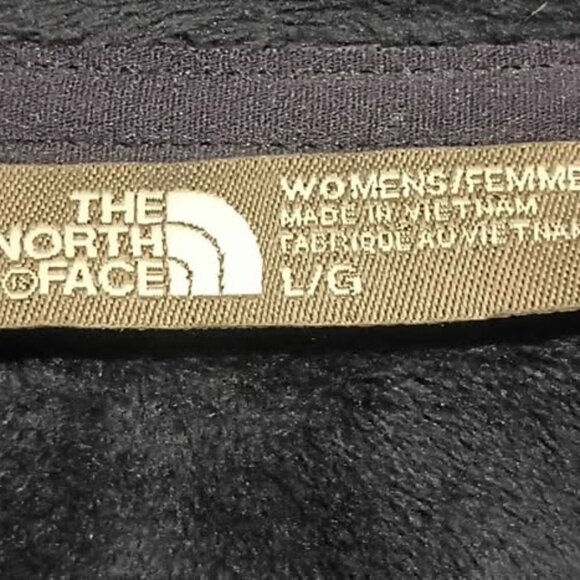 THE
NORTH
FACE
WOMENS/FEMME
MADE IN VIETNAM
FABRIQUE AU VIETNAM
L/G